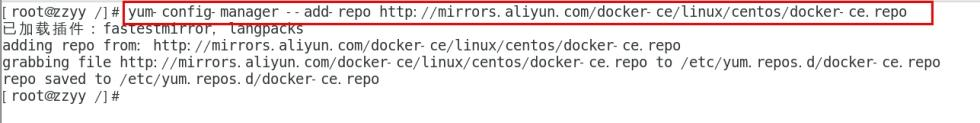 [root@zzyy /]# yum-config-manager --add-repo http://mirrors.aliyun.com/docker-ce/linux/centos/docker-ce.repo
已加载插件：fastestmirror, langpacks
adding repo from: http://mirrors.aliyun.com/docker-ce/linux/centos/docker-ce.repo
grabbing file http://mirrors.aliyun.com/docker-ce/linux/centos/docker-ce.repo to /etc/yum.repos.d/docker-ce.repo
repo saved to /etc/yum.repos.d/docker-ce.repo
[root@zzyy /]#